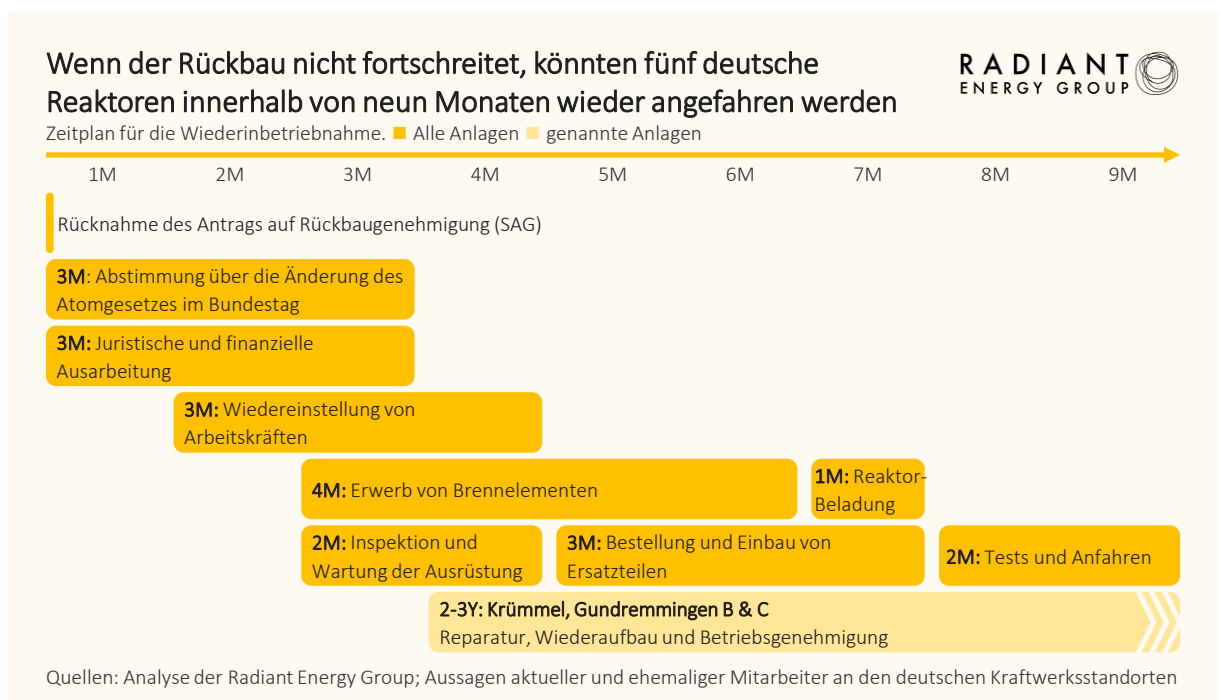 Wenn der Rückbau nicht fortschreitet, könnten fünf deutsche
Reaktoren innerhalb von neun Monaten wieder angefahren werden
RADIANT
ENERGY GROUP
Zeitplan für die Wiederinbetriebnahme. Alle Anlagen genannte Anlagen
1M 2M 3M 4M 5M 6M 7M 8M 9M
Rücknahme des Antrags auf Rückbaugenehmigung (SAG)
3M: Abstimmung über die Änderung des
Atomgesetzes im Bundestag
3M: Juristische und finanzielle
Ausarbeitung
3M: Wiedereinstellung von
Arbeitskräften
4M: Erwerb von Brennelementen
1M: Reaktor-
Beladung
2M: Inspektion und
Wartung der Ausrüstung
3M: Bestellung und Einbau von
Ersatzteilen
2M: Tests und Anfahren
2-3Y: Krümmel, Gundremmingen B & C
Reparatur, Wiederaufbau und Betriebsgenehmigung
Quellen: Analyse der Radiant Energy Group; Aussagen aktueller und ehemaliger Mitarbeiter an den deutschen Kraftwerksstandorten